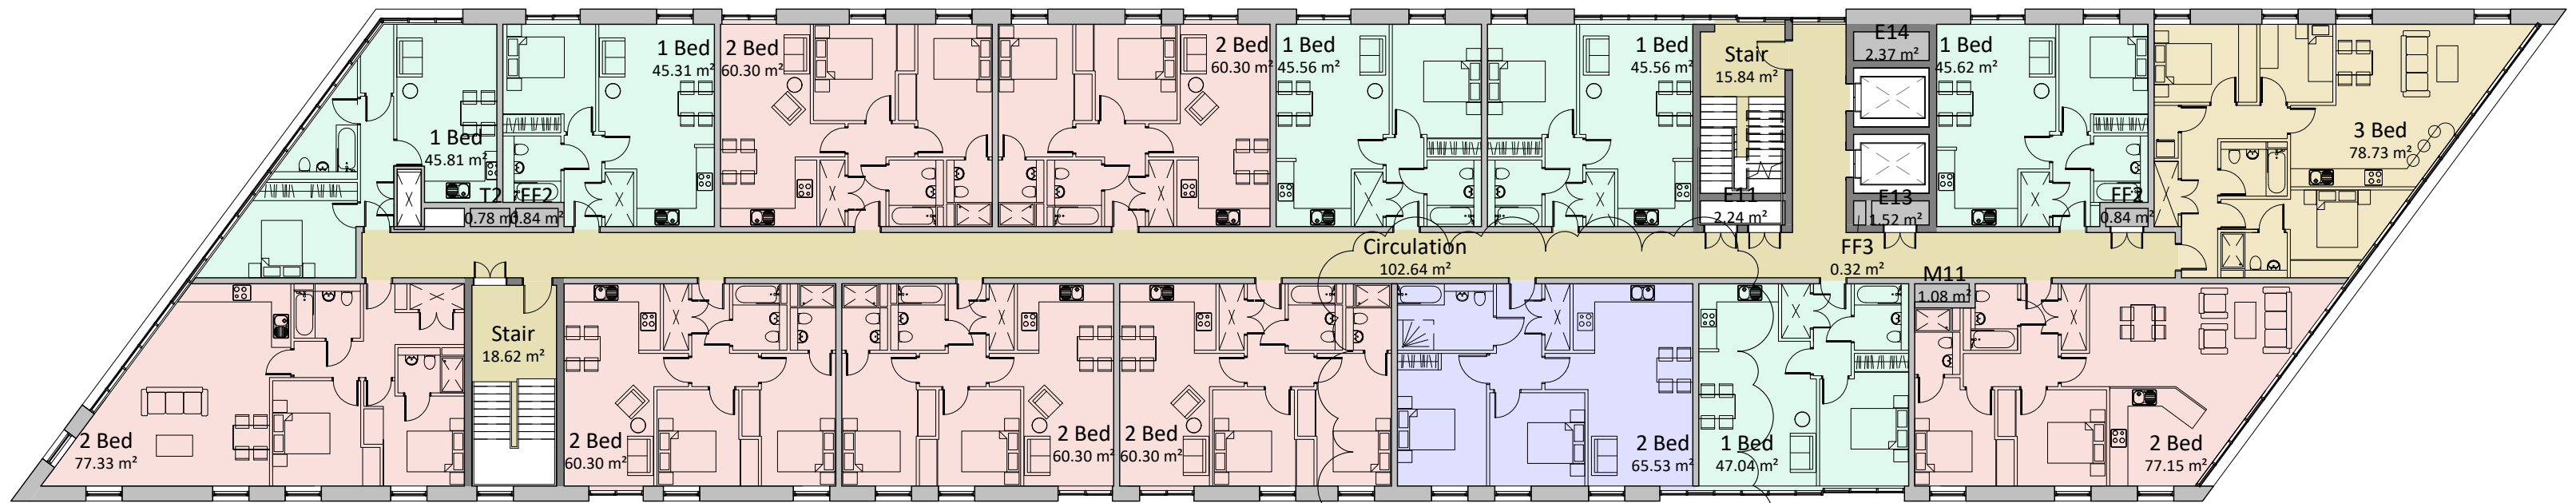 1 Bed
45.81 m²
1 Bed
45.31 m²
2 Bed
60.30 m²
2 Bed
60.30 m²
1 Bed
45.56 m²
1 Bed
45.56 m²
Stair
15.84 m²
E14
2.37 m²
1 Bed
45.62 m²
3 Bed
78.73 m²
T2
0.78 m²
FF2
0.84 m²
E11
2.24 m²
E13
1.52 m²
FF2
0.84 m²
Circulation
102.64 m²
FF3
0.32 m²
M11
1.08 m²
2 Bed
77.33 m²
Stair
18.62 m²
2 Bed
60.30 m²
2 Bed
60.30 m²
2 Bed
60.30 m²
2 Bed
65.53 m²
1 Bed
47.04 m²
2 Bed
77.15 m²